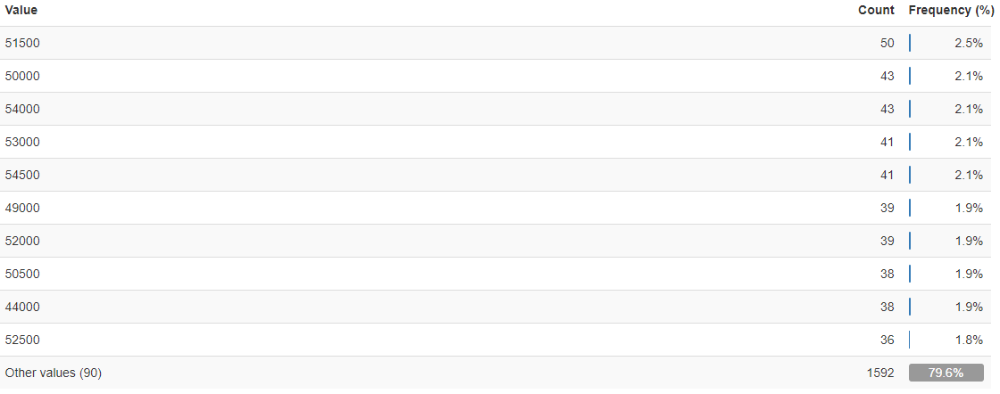 Value Count Frequency (%)
51500 50 2.5%
50000 43 2.1%
54000 43 2.1%
53000 41 2.1%
54500 41 2.1%
49000 39 1.9%
52000 39 1.9%
50500 38 1.9%
44000 38 1.9%
52500 36 1.8%
Other values (90) 1592 79.6%